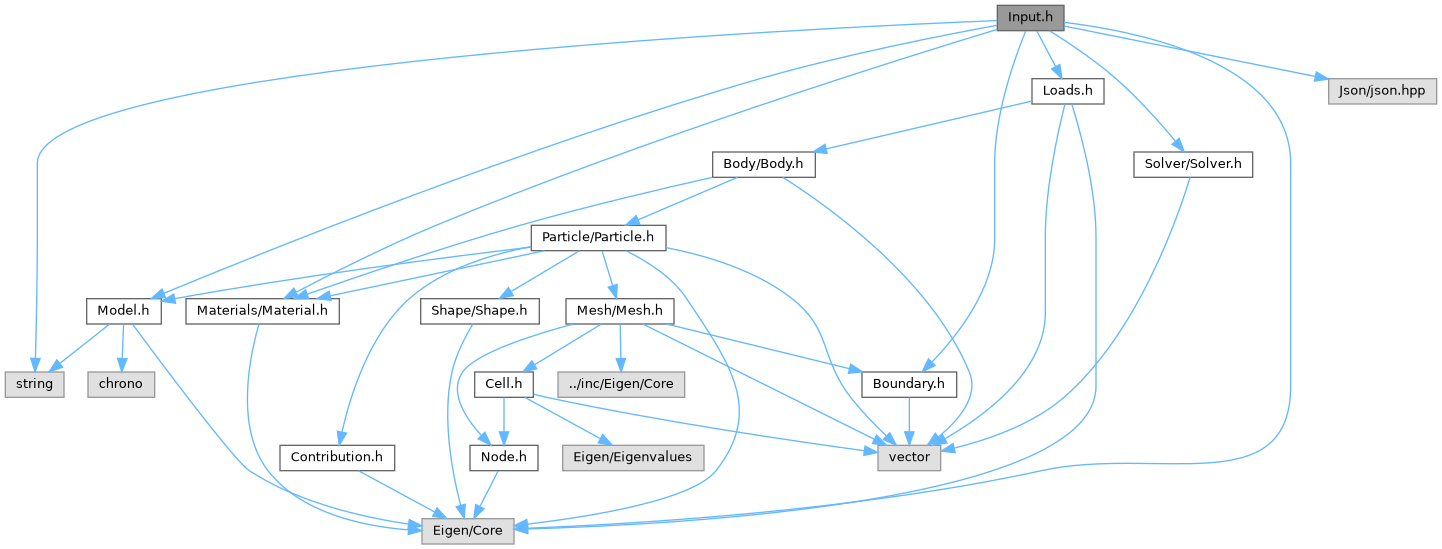 Input.h
Loads.h
Json/json.hpp
Body/Body.h
Solver/Solver.h
Particle/Particle.h
Model.h
Materials/Material.h
Shape/Shape.h
Mesh/Mesh.h
string
chrono
Cell.h
../inc/Eigen/Core
Boundary.h
Contribution.h
Node.h
Eigen/Eigenvalues
vector
Eigen/Core